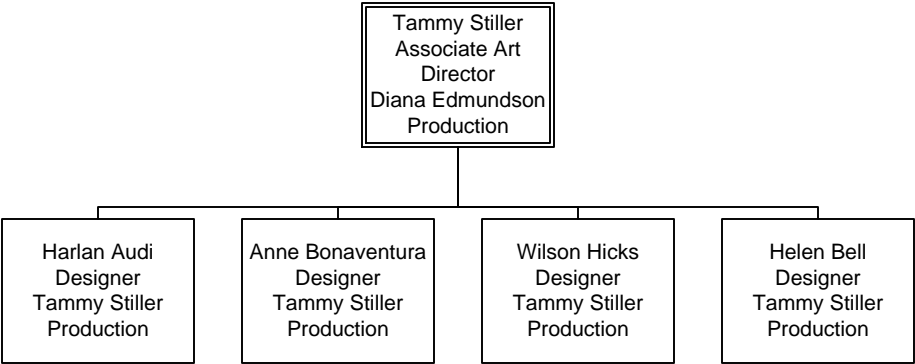 Tammy Stiller
Associate Art
Director
Diana Edmundson
Production
Harlan Audi
Designer
Tammy Stiller
Production
Anne Bonaventura
Designer
Tammy Stiller
Production
Wilson Hicks
Designer
Tammy Stiller
Production
Helen Bell
Designer
Tammy Stiller
Production